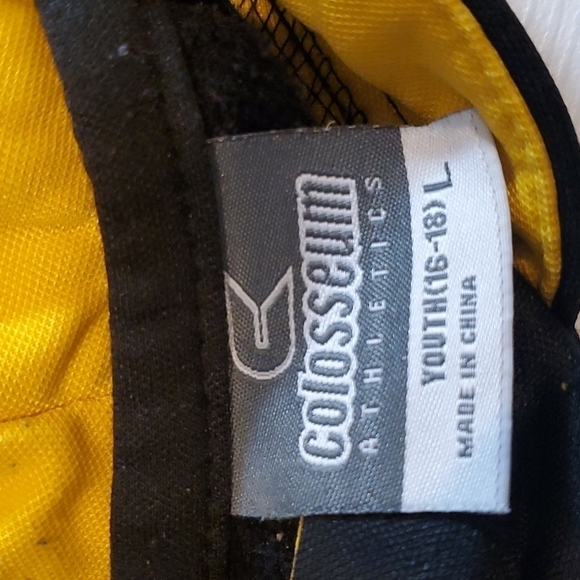 colosseum
ATHLETICS
YOUTH(16-18) L
MADE IN CHINA